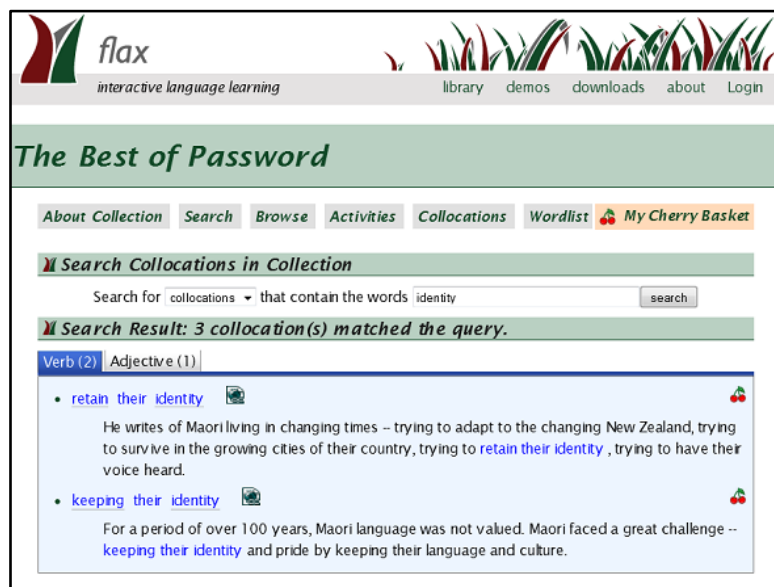 flax
interactive language learning
library demos downloads about Login
The Best of Password
About Collection Search Browse Activities Collocations Wordlist My Cherry Basket
Search Collocations in Collection
Search for collocations that contain the words identity search
Search Result: 3 collocation(s) matched the query.
Verb (2) Adjective (1)
• retain their identity
He writes of Maori living in changing times -- trying to adapt to the changing New Zealand, trying
to survive in the growing cities of their country, trying to retain their identity , trying to have their
voice heard.
• keeping their identity
For a period of over 100 years, Maori language was not valued. Maori faced a great challenge --
keeping their identity and pride by keeping their language and culture.